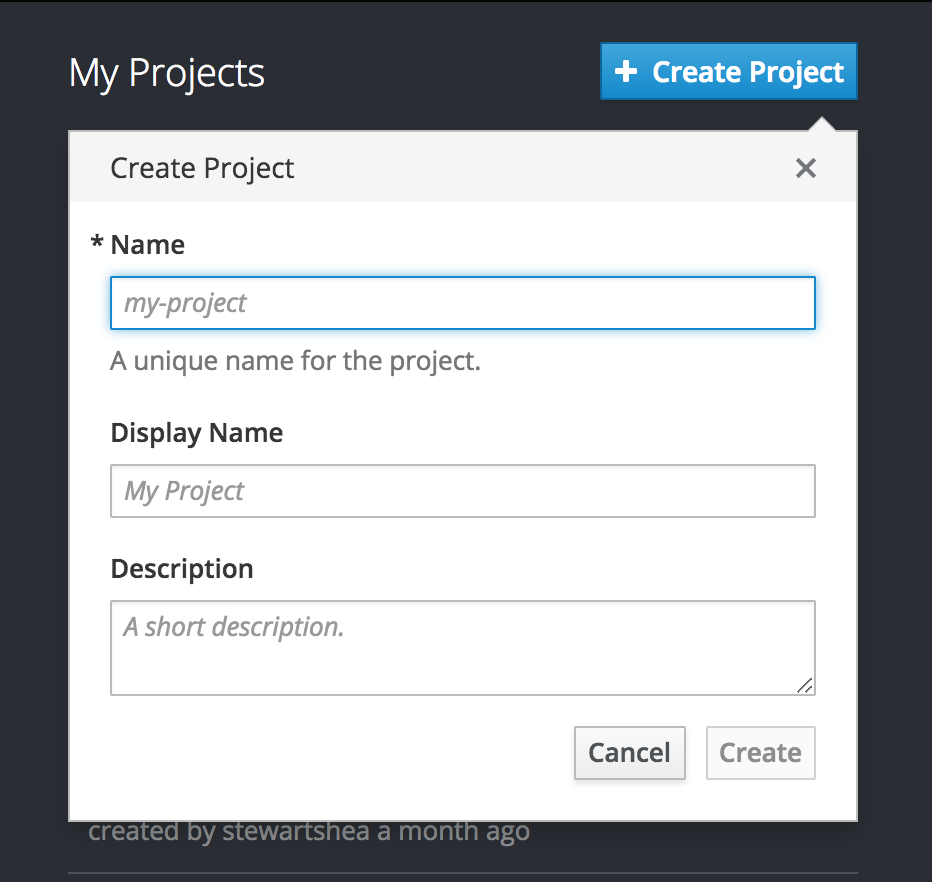 My Projects
+ Create Project
Create Project
* Name
my-project
A unique name for the project.
Display Name
My Project
Description
A short description.
Cancel Create
created by stewartshea a month ago